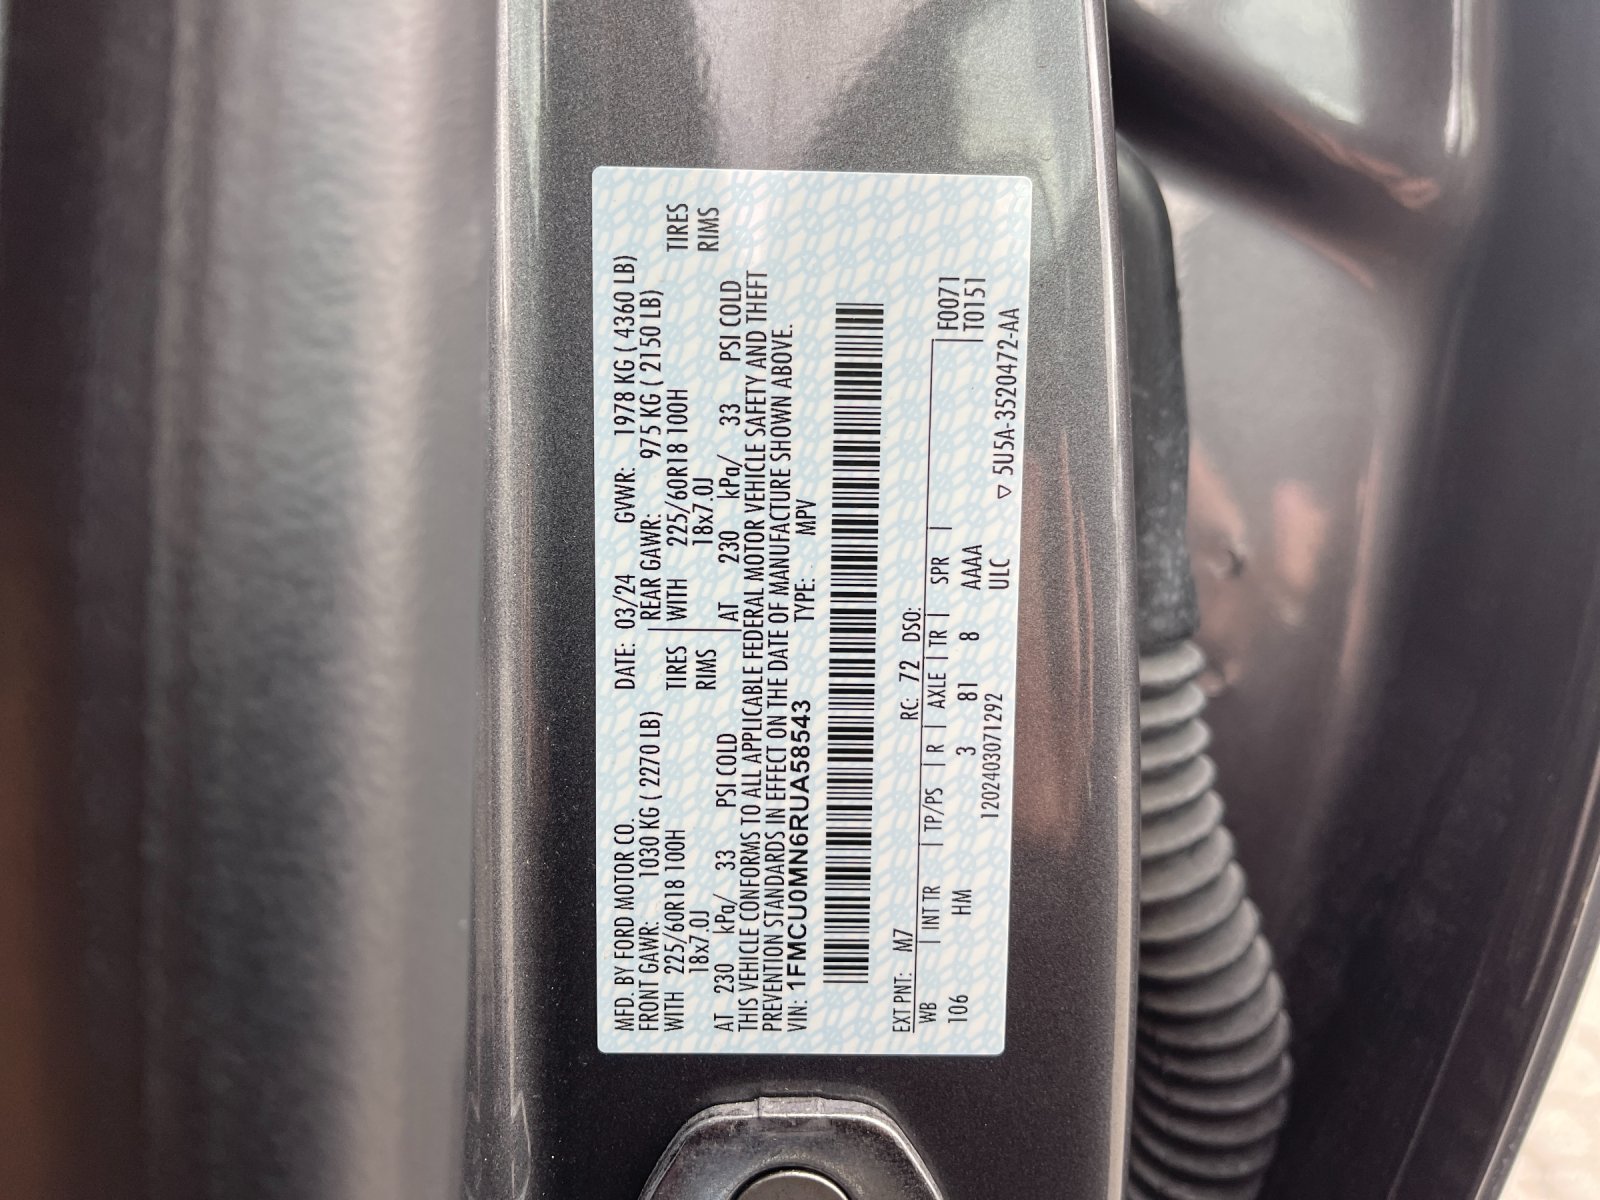 MFD. BY FORD MOTOR CO. DATE: 03/24 GVWR: 1978 KG ( 4360 LB)
FRONT GAWR: 1030 KG ( 2270 LB) REAR GAWR: 975 KG ( 2150 LB)
WITH 225/60R18 100H TIRES WITH 225/60R18 100H TIRES
18x7.0J RIMS 18x7.0J RIMS
AT 230 kPa/ 33 PSI COLD AT 230 kPa/ 33 PSI COLD
THIS VEHICLE CONFORMS TO ALL APPLICABLE FEDERAL MOTOR VEHICLE SAFETY AND THEFT
PREVENTION STANDARDS IN EFFECT ON THE DATE OF MANUFACTURE SHOWN ABOVE.
VIN: 1FMCU0MN6RUA58543 TYPE: MPV
EXT PNT: M7 RC: 72 DSO:
WB | INT TR | TP/PS | R | AXLE | TR | SPR | F0071
106 HM 3 81 8 AAAA T0151
1202403071292 ULC ▽ 5U5A-3520472-AA